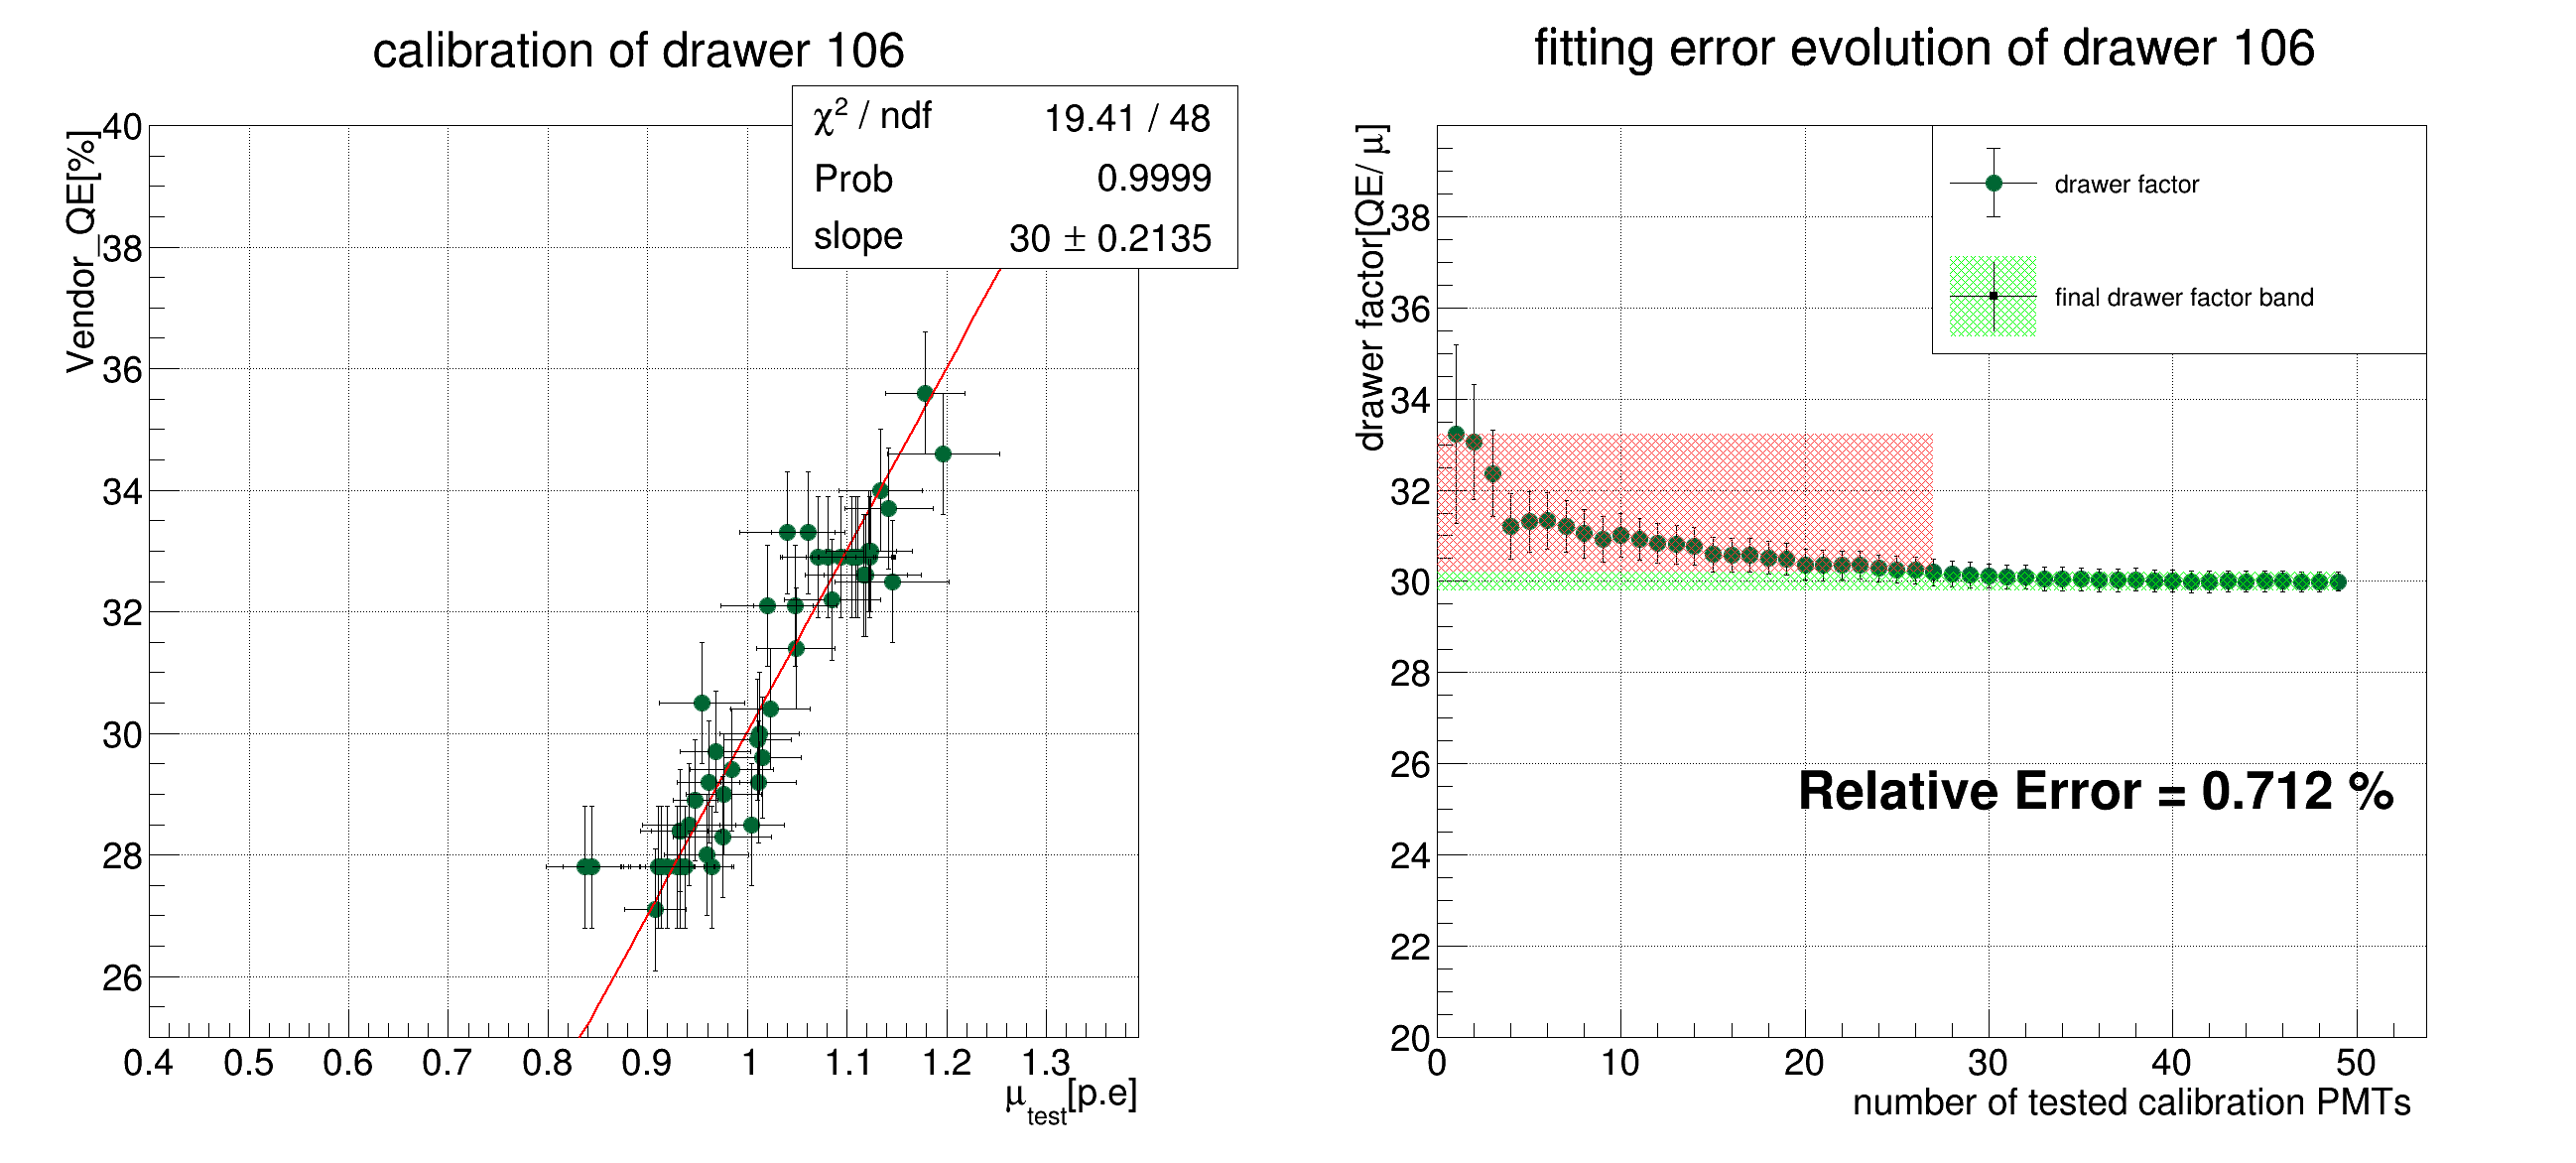 calibration of drawer 106
χ² / ndf 19.41 / 48
Prob 0.9999
slope 30 ± 0.2135
Vendor_QE[%]
40
38
36
34
32
30
28
26
0.4 0.5 0.6 0.7 0.8 0.9 1 1.1 1.2 1.3
μtest[p.e]
fitting error evolution of drawer 106
drawer factor[QE/ μ]
drawer factor
final drawer factor band
38
36
34
32
30
28
26
24
22
20
Relative Error = 0.712 %
0 10 20 30 40 50
number of tested calibration PMTs